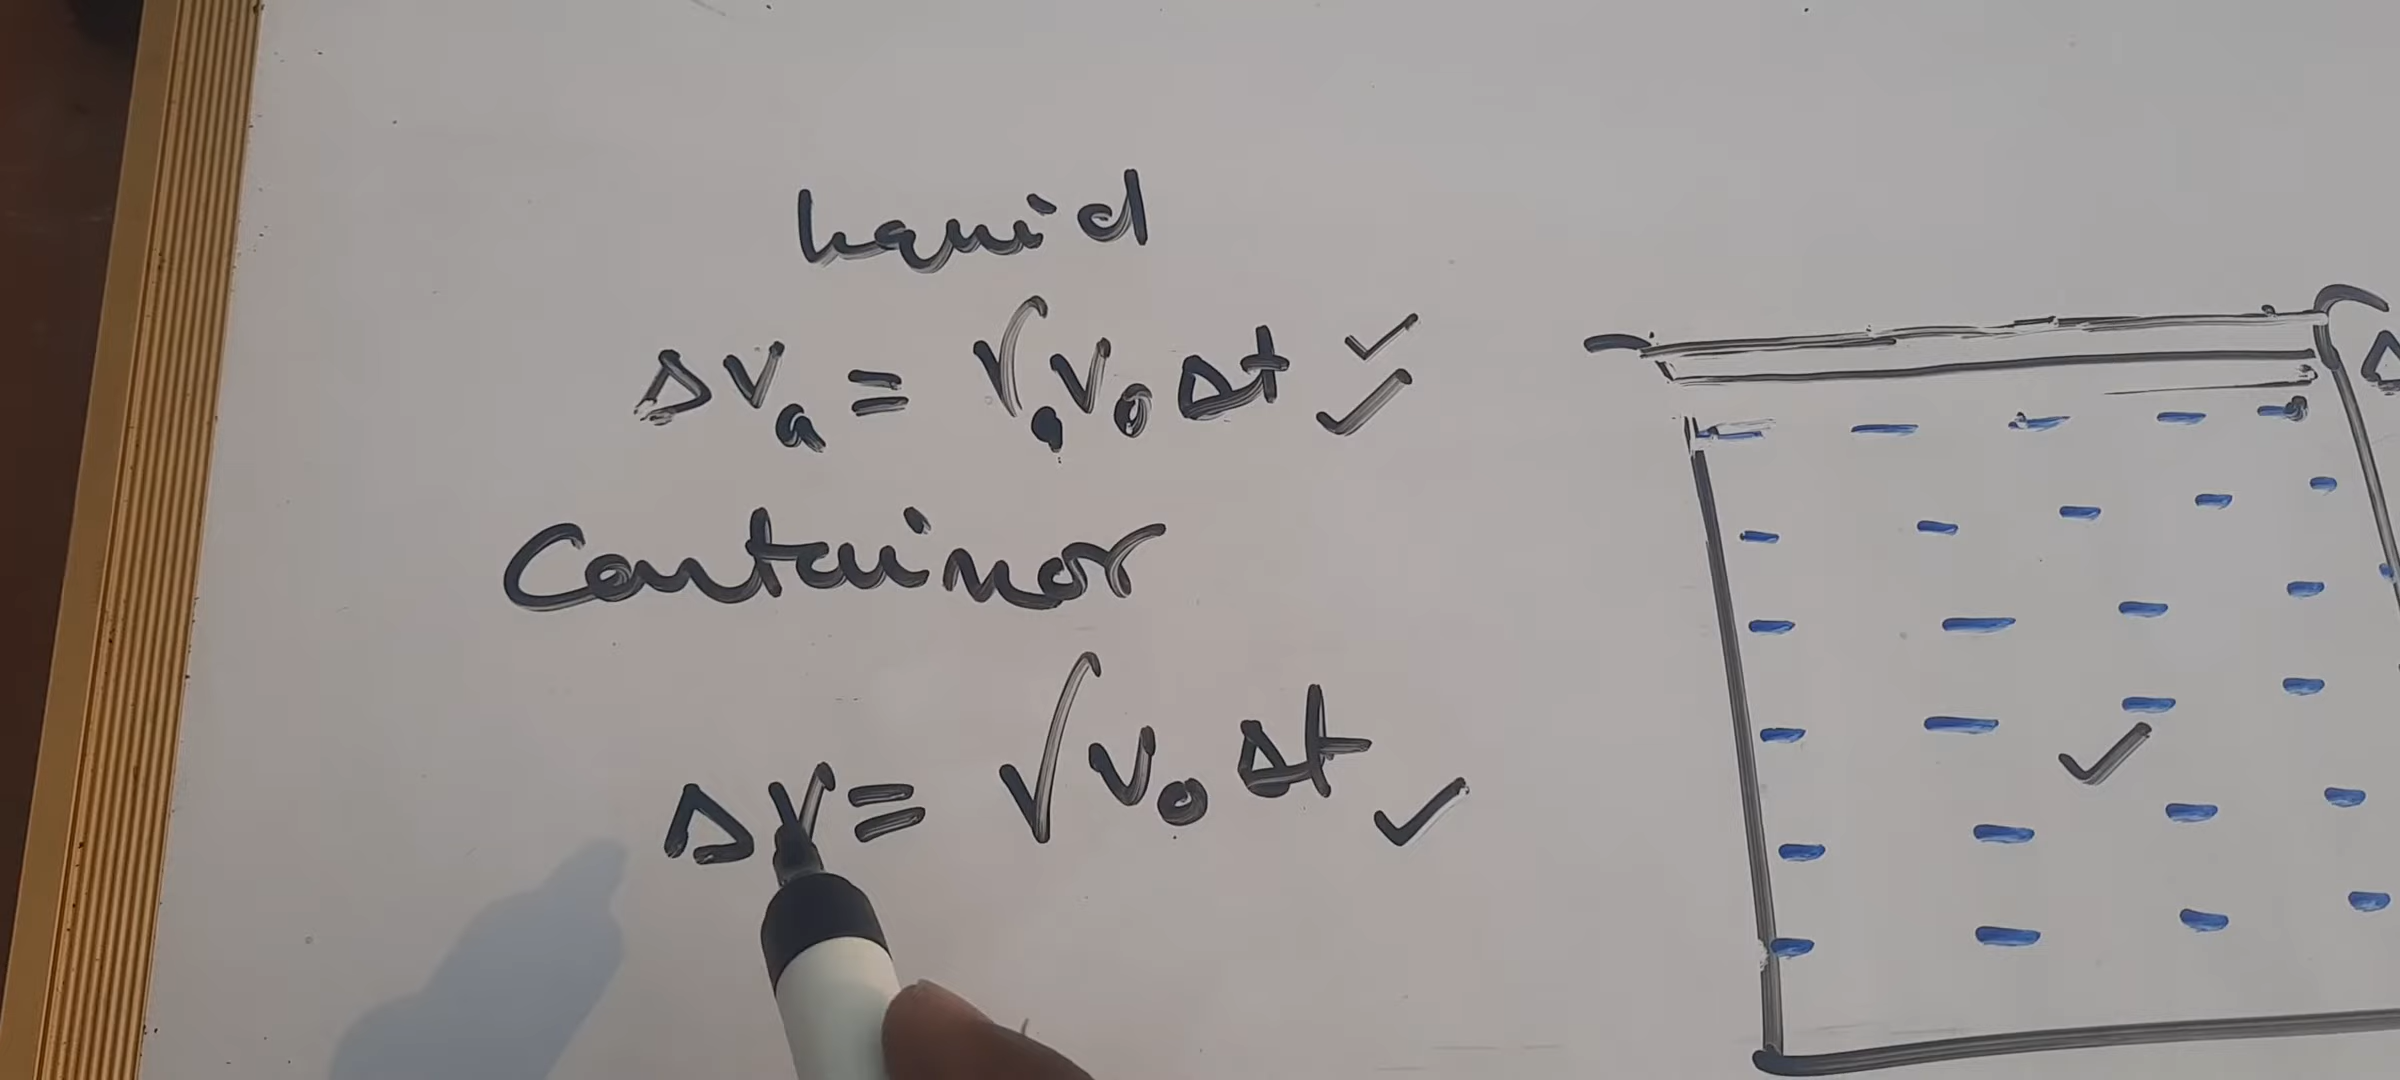 liquid
ΔVₐ = γₐV₀Δt ✓✓
Container
ΔV = γV₀Δt ✓
Δ